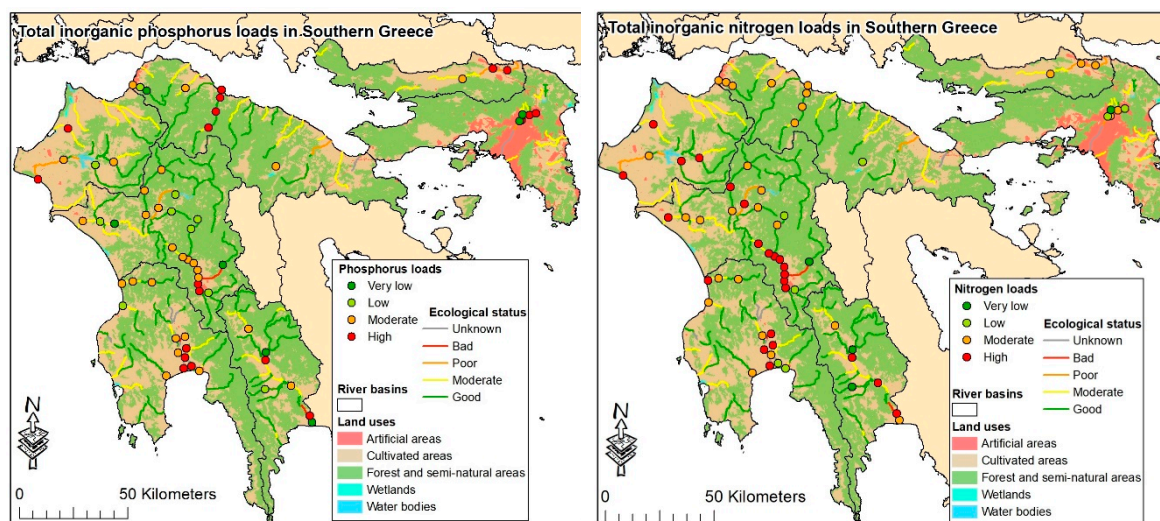 Total inorganic phosphorus loads in Southern Greece
Phosphorus loads
Very low
Low
Moderate
High
Ecological status
Unknown
Bad
Poor
Moderate
Good
River basins
Land uses
Artificial areas
Cultivated areas
Forest and semi-natural areas
Wetlands
Water bodies
N
0 50 Kilometers
Total inorganic nitrogen loads in Southern Greece
Nitrogen loads
Very low
Low
Moderate
High
Ecological status
Unknown
Bad
Poor
Moderate
Good
River basins
Land uses
Artificial areas
Cultivated areas
Forest and semi-natural areas
Wetlands
Water bodies
N
0 50 Kilometers